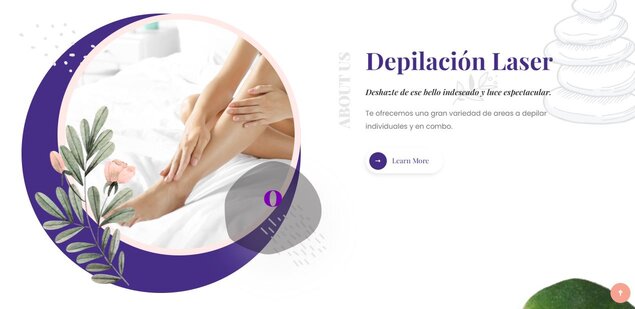 ABOUT US
Depilación Laser
Deshazte de ese bello indeseado y luce espectacular.
Te ofrecemos una gran variedad de areas a depilar
individuales y en combo.
Learn More
0